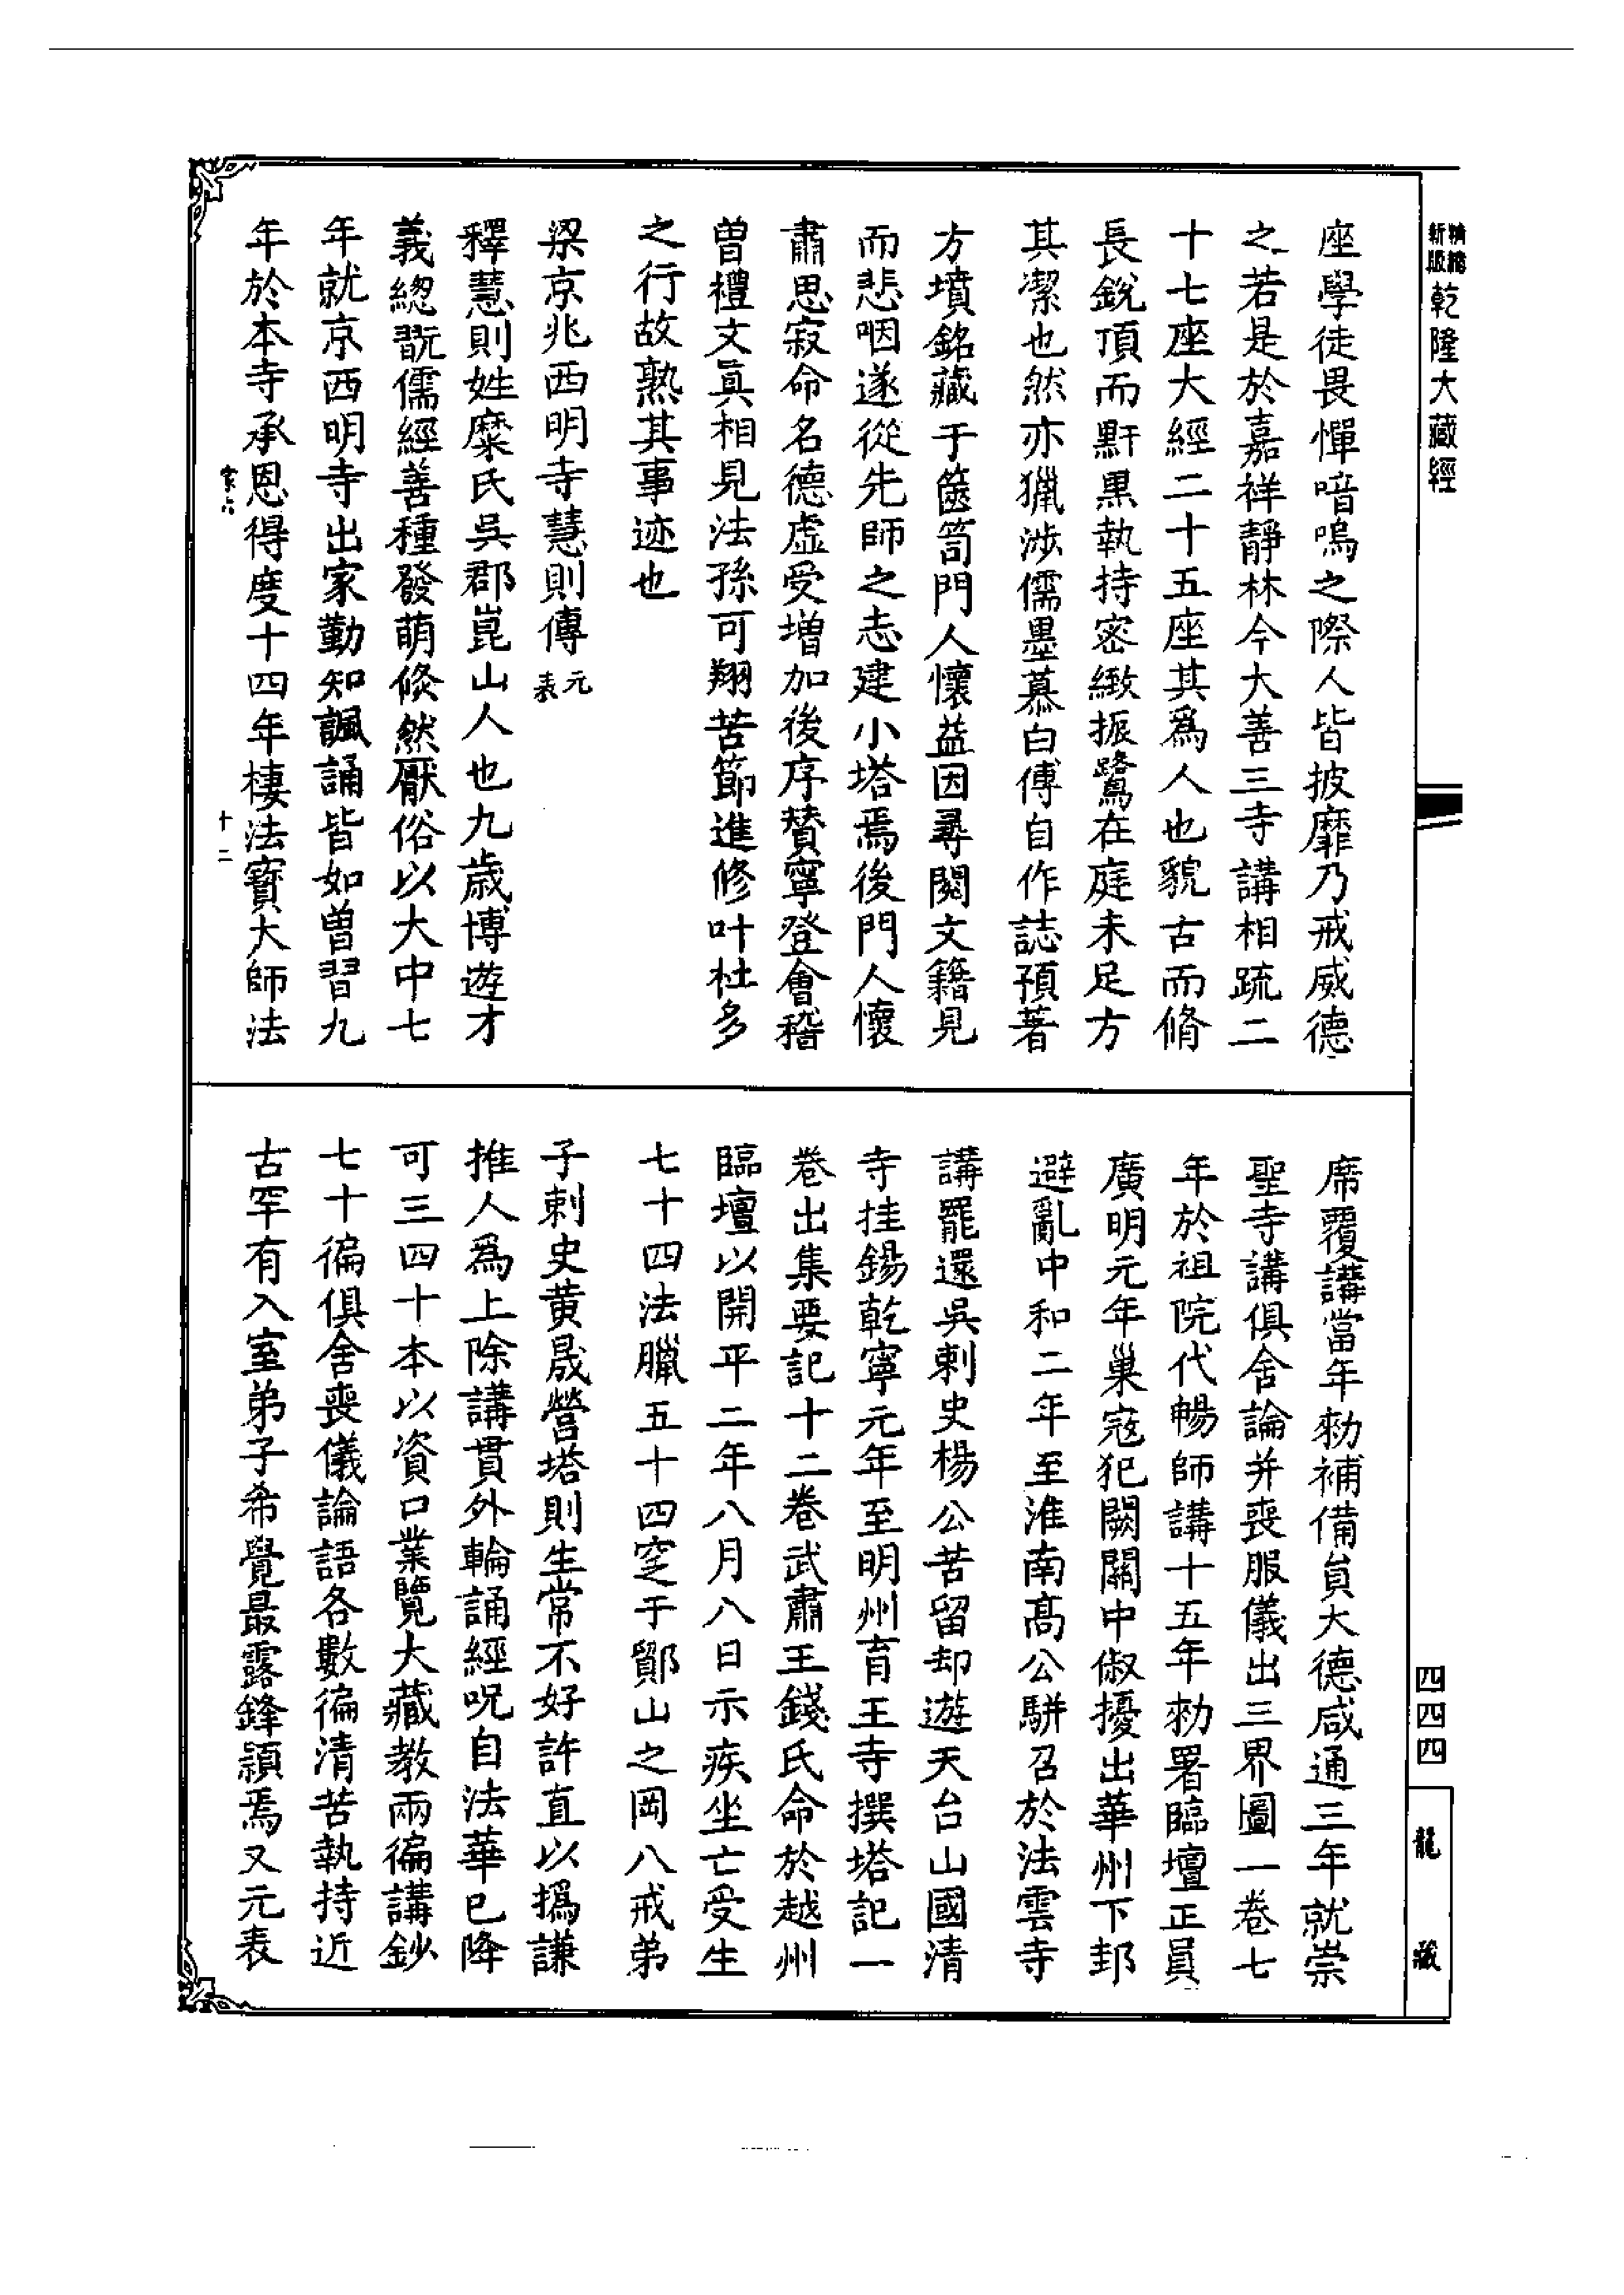 精縮新版乾隆大藏經
座學徒畏憚喑嗚之際人皆披靡乃戒威德
之若是於嘉祥靜林今大善三寺講相疏二
十七座大經二十五座其爲人也貌古而脩
長銳頂而黚黑執持密緻振鷺在庭未足方
其潔也然亦獵涉儒墨慕白傅自作誌預著
方墳銘藏于篋笥門人懷益因尋閱文籍見
而悲咽遂從先師之志建小塔焉後門人懷
肅思寂命名德虛受增加後序贊寧登會稽
曾禮文眞相見法孫可翔苦節進修叶杜多
之行故熟其事迹也
梁京兆西明寺慧則傳元表
釋慧則姓糜氏吳郡崑山人也九歲博遊才
義總翫儒經善種發萌倐然厭俗以大中七
年就京西明寺出家勤知諷誦皆如曾習九
年於本寺承恩得度十四年棲法寶大師法
十二
席覆講當年勑補備員大德咸通三年就崇
聖寺講俱舍論并喪服儀出三界圖一卷七
年於祖院代暢師講十五年勑署臨壇正員
廣明元年巢寇犯闕關中俶擾出華州下邽
避亂中和二年至淮南高公駢召於法雲寺
講罷還吳刺史楊公苦留却遊天台山國清
寺挂錫乾寧元年至明州育王寺撰塔記一
卷出集要記十二卷武肅王錢氏命於越州
臨壇以開平二年八月八日示疾坐亡受生
七十四法臘五十四窆于鄮山之岡八戒弟
子刺史黄晟營塔則生常不好許直以撝謙
推人爲上除講貫外輪誦經呪自法華已降
可三四十本以資口業覽大藏教兩徧講鈔
七十徧俱舍喪儀論語各數徧清苦執持近
古罕有入室弟子希覺最露鋒頴焉又元表
四四四
龍藏